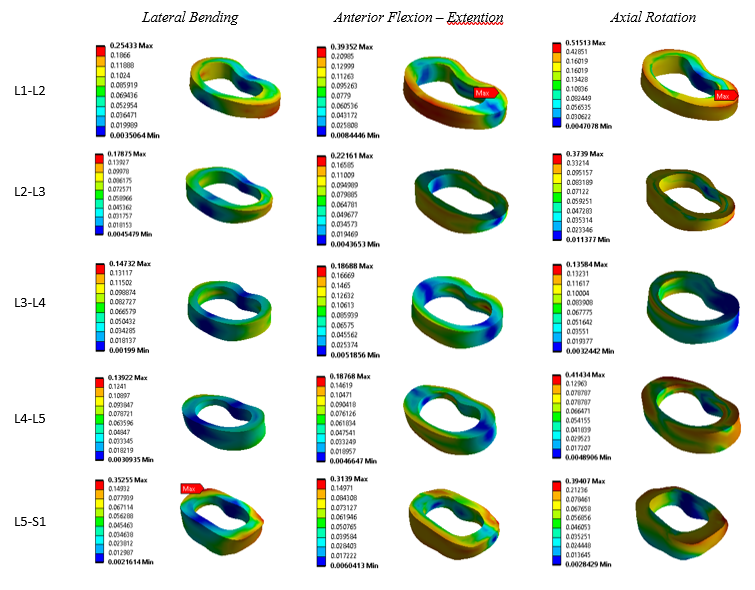 Lateral Bending
Anterior Flexion – Extention
Axial Rotation
L1-L2
0.25433 Max
0.1866
0.11888
0.1024
0.085919
0.069436
0.052954
0.036471
0.019989
0.0035064 Min
0.39352 Max
0.20985
0.12999
0.11263
0.095263
0.0779
0.060536
0.043172
0.025808
0.0084446 Min
Max
0.51513 Max
0.42851
0.16019
0.16019
0.13428
0.10836
0.082449
0.056535
0.030622
0.0047078 Min
Max
L2-L3
0.17875 Max
0.13927
0.09978
0.086175
0.072571
0.058966
0.045362
0.031757
0.018153
0.0045479 Min
0.22161 Max
0.16585
0.11009
0.094989
0.079885
0.064781
0.049677
0.034573
0.019469
0.0043653 Min
0.3739 Max
0.33214
0.095157
0.083189
0.07122
0.059251
0.047283
0.035314
0.023346
0.011377 Min
L3-L4
0.14732 Max
0.13117
0.11502
0.098874
0.082727
0.066579
0.050432
0.034285
0.018137
0.00199 Min
0.18688 Max
0.16669
0.1465
0.12632
0.10613
0.085939
0.06575
0.045562
0.025374
0.0051856 Min
0.13584 Max
0.13231
0.11617
0.10004
0.083908
0.067775
0.051642
0.03551
0.019377
0.0032442 Min
L4-L5
0.13922 Max
0.1241
0.10897
0.093847
0.078721
0.063596
0.04847
0.033345
0.018219
0.0030935 Min
0.18768 Max
0.14619
0.10471
0.090418
0.076126
0.061834
0.047541
0.033249
0.018957
0.0046647 Min
0.41434 Max
0.12963
0.078787
0.078787
0.066471
0.054155
0.041839
0.029523
0.017207
0.0048906 Min
L5-S1
0.35255 Max
0.14932
0.077939
0.067114
0.056288
0.045463
0.034638
0.023812
0.012987
0.0021614 Min
Max
0.3139 Max
0.14971
0.084308
0.073127
0.061946
0.050765
0.039584
0.028403
0.017222
0.0060413 Min
0.39407 Max
0.21236
0.078461
0.067658
0.056856
0.046053
0.035251
0.024448
0.013645
0.0028429 Min